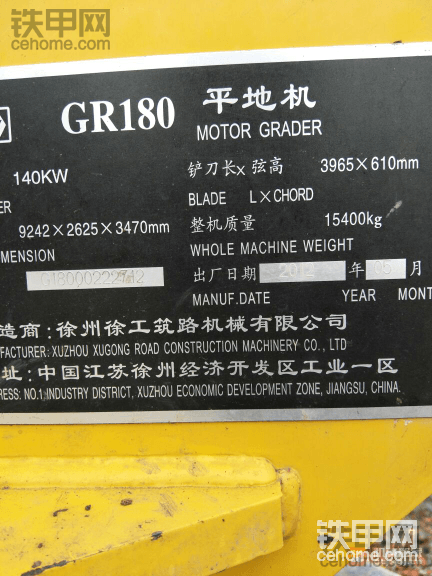 铁甲网
cehome.com
GR180 平地机
MOTOR GRADER
140KW 铲刀长x弦高 3965×610mm
ER BLADE L×CHORD
9242×2625×3470mm 整机质量 15400kg
MENSION WHOLE MACHINE WEIGHT
出厂日期 2012 年 05 月
MANUF.DATE YEAR MONT
造商:徐州徐工筑路机械有限公司
FACTURER: XUZHOU XUGONG ROAD CONSTRUCTION MACHINERY CO., LTD
址:中国江苏徐州经济开发区工业一区
RESS: NO.1 INDUSTRY DISTRICT, XUZHOU ECONOMIC DEVELOPMENT ZONE, JIANGSU, CHINA.
铁甲网
cehome.com